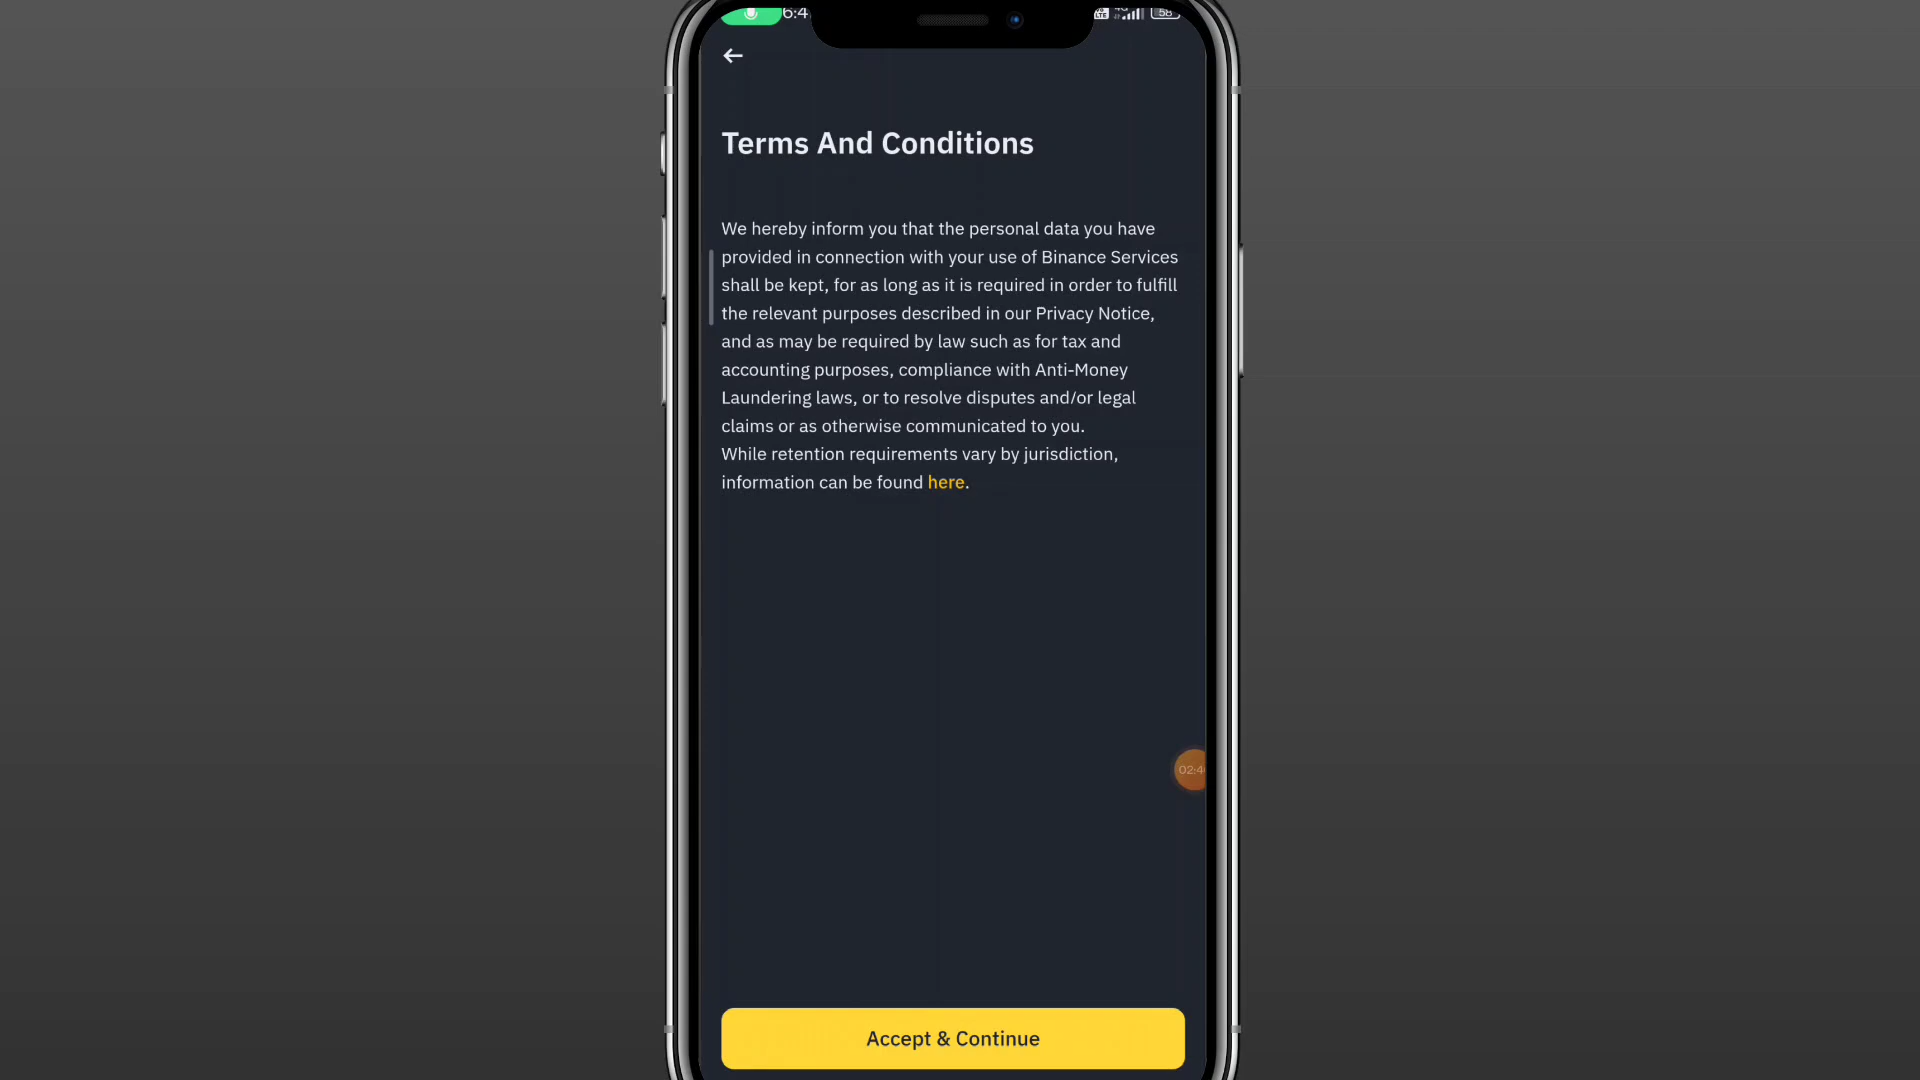 58
Terms And Conditions
We hereby inform you that the personal data you have
provided in connection with your use of Binance Services
shall be kept, for as long as it is required in order to fulfill
the relevant purposes described in our Privacy Notice,
and as may be required by law such as for tax and
accounting purposes, compliance with Anti-Money
Laundering laws, or to resolve disputes and/or legal
claims or as otherwise communicated to you.
While retention requirements vary by jurisdiction,
information can be found here.
Accept & Continue